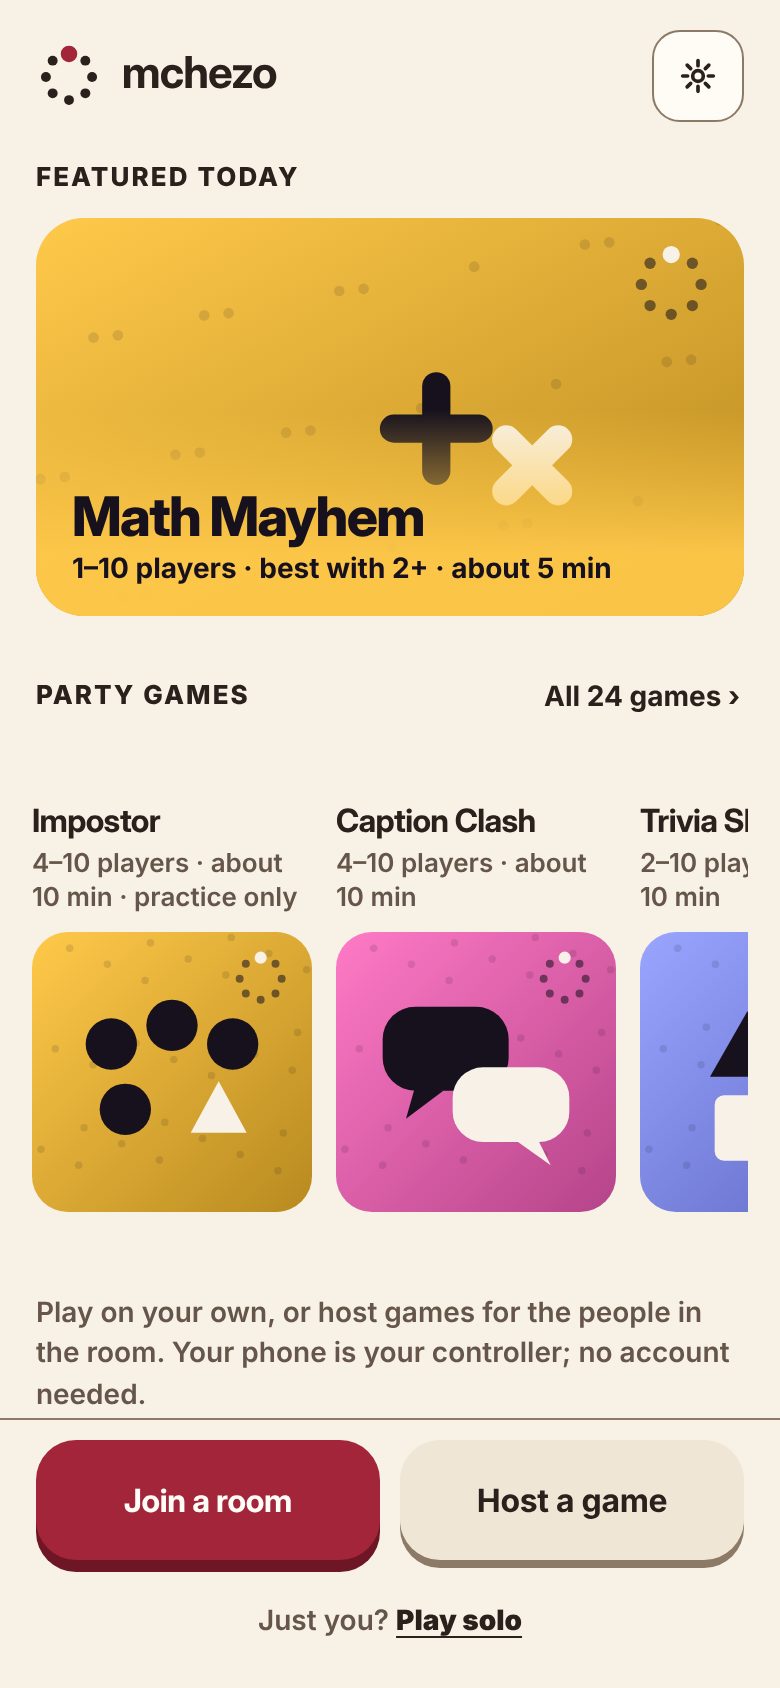 mchezo
FEATURED TODAY
Math Mayhem
1–10 players · best with 2+ · about 5 min
PARTY GAMES
All 24 games ›
Impostor
4–10 players · about
10 min · practice only
Caption Clash
4–10 players · about
10 min
Trivia
2–10
10 min
Play on your own, or host games for the people in
the room. Your phone is your controller; no account
needed.
Join a room
Host a game
Just you? Play solo